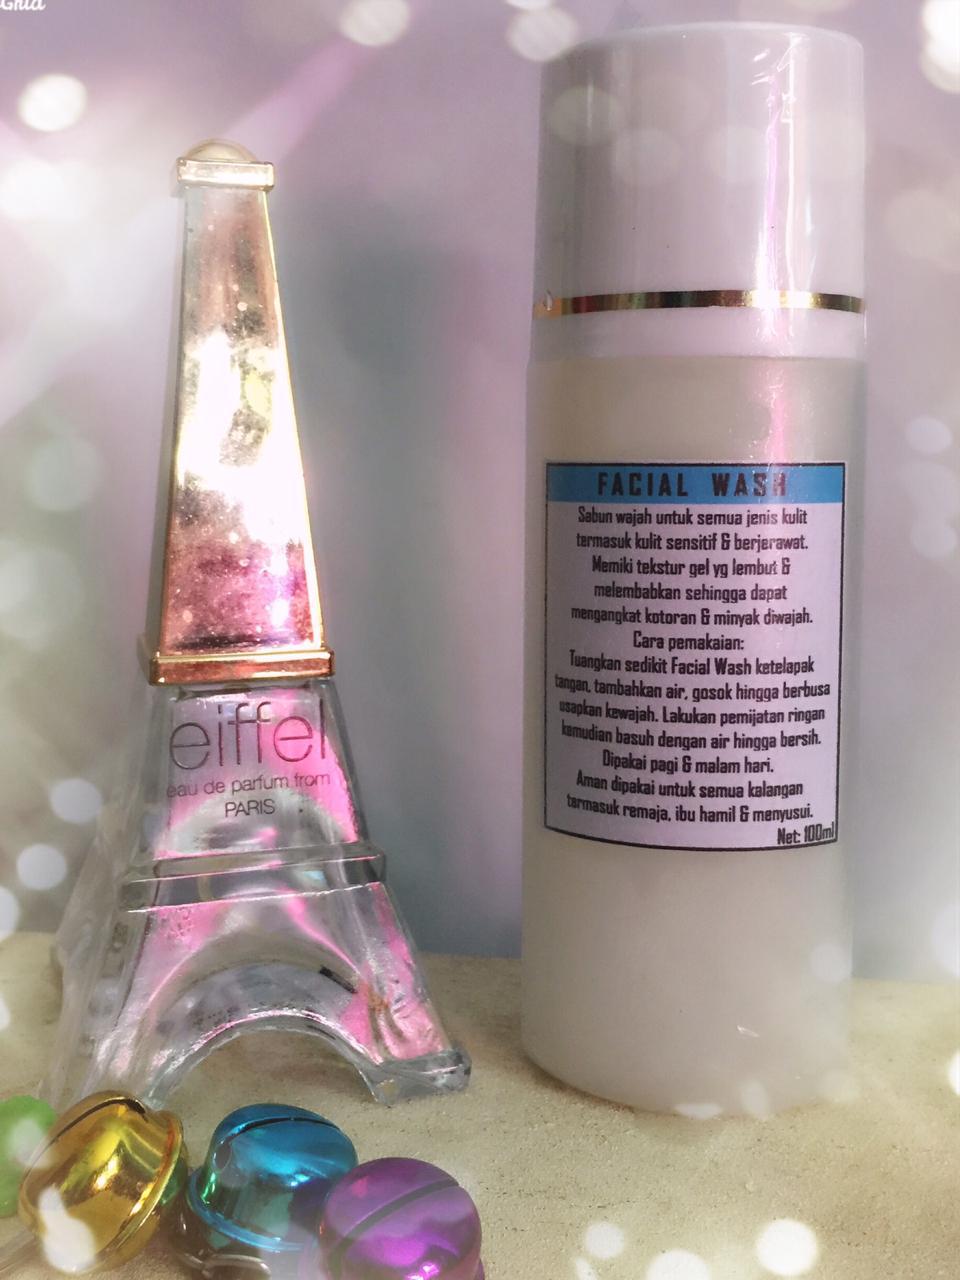 eiffel
eau de parfum from
PARIS
FACIAL WASH
Sabun wajah untuk semua jenis kulit
termasuk kulit sensitif & berjerawat.
Memiki tekstur gel yg lembut &
melembabkan sehingga dapat
mengangkat kotoran & minyak diwajah.
Cara pemakaian:
Tuangkan sedikit Facial Wash ketelapak
tangan, tambahkan air, gosok hingga berbusa
usapkan kewajah. Lakukan pemijatan ringan
kemudian basuh dengan air hingga bersih.
Dipakai pagi & malam hari.
Aman dipakai untuk semua kalangan
termasuk remaja, ibu hamil & menyusui.
Net: 100ml